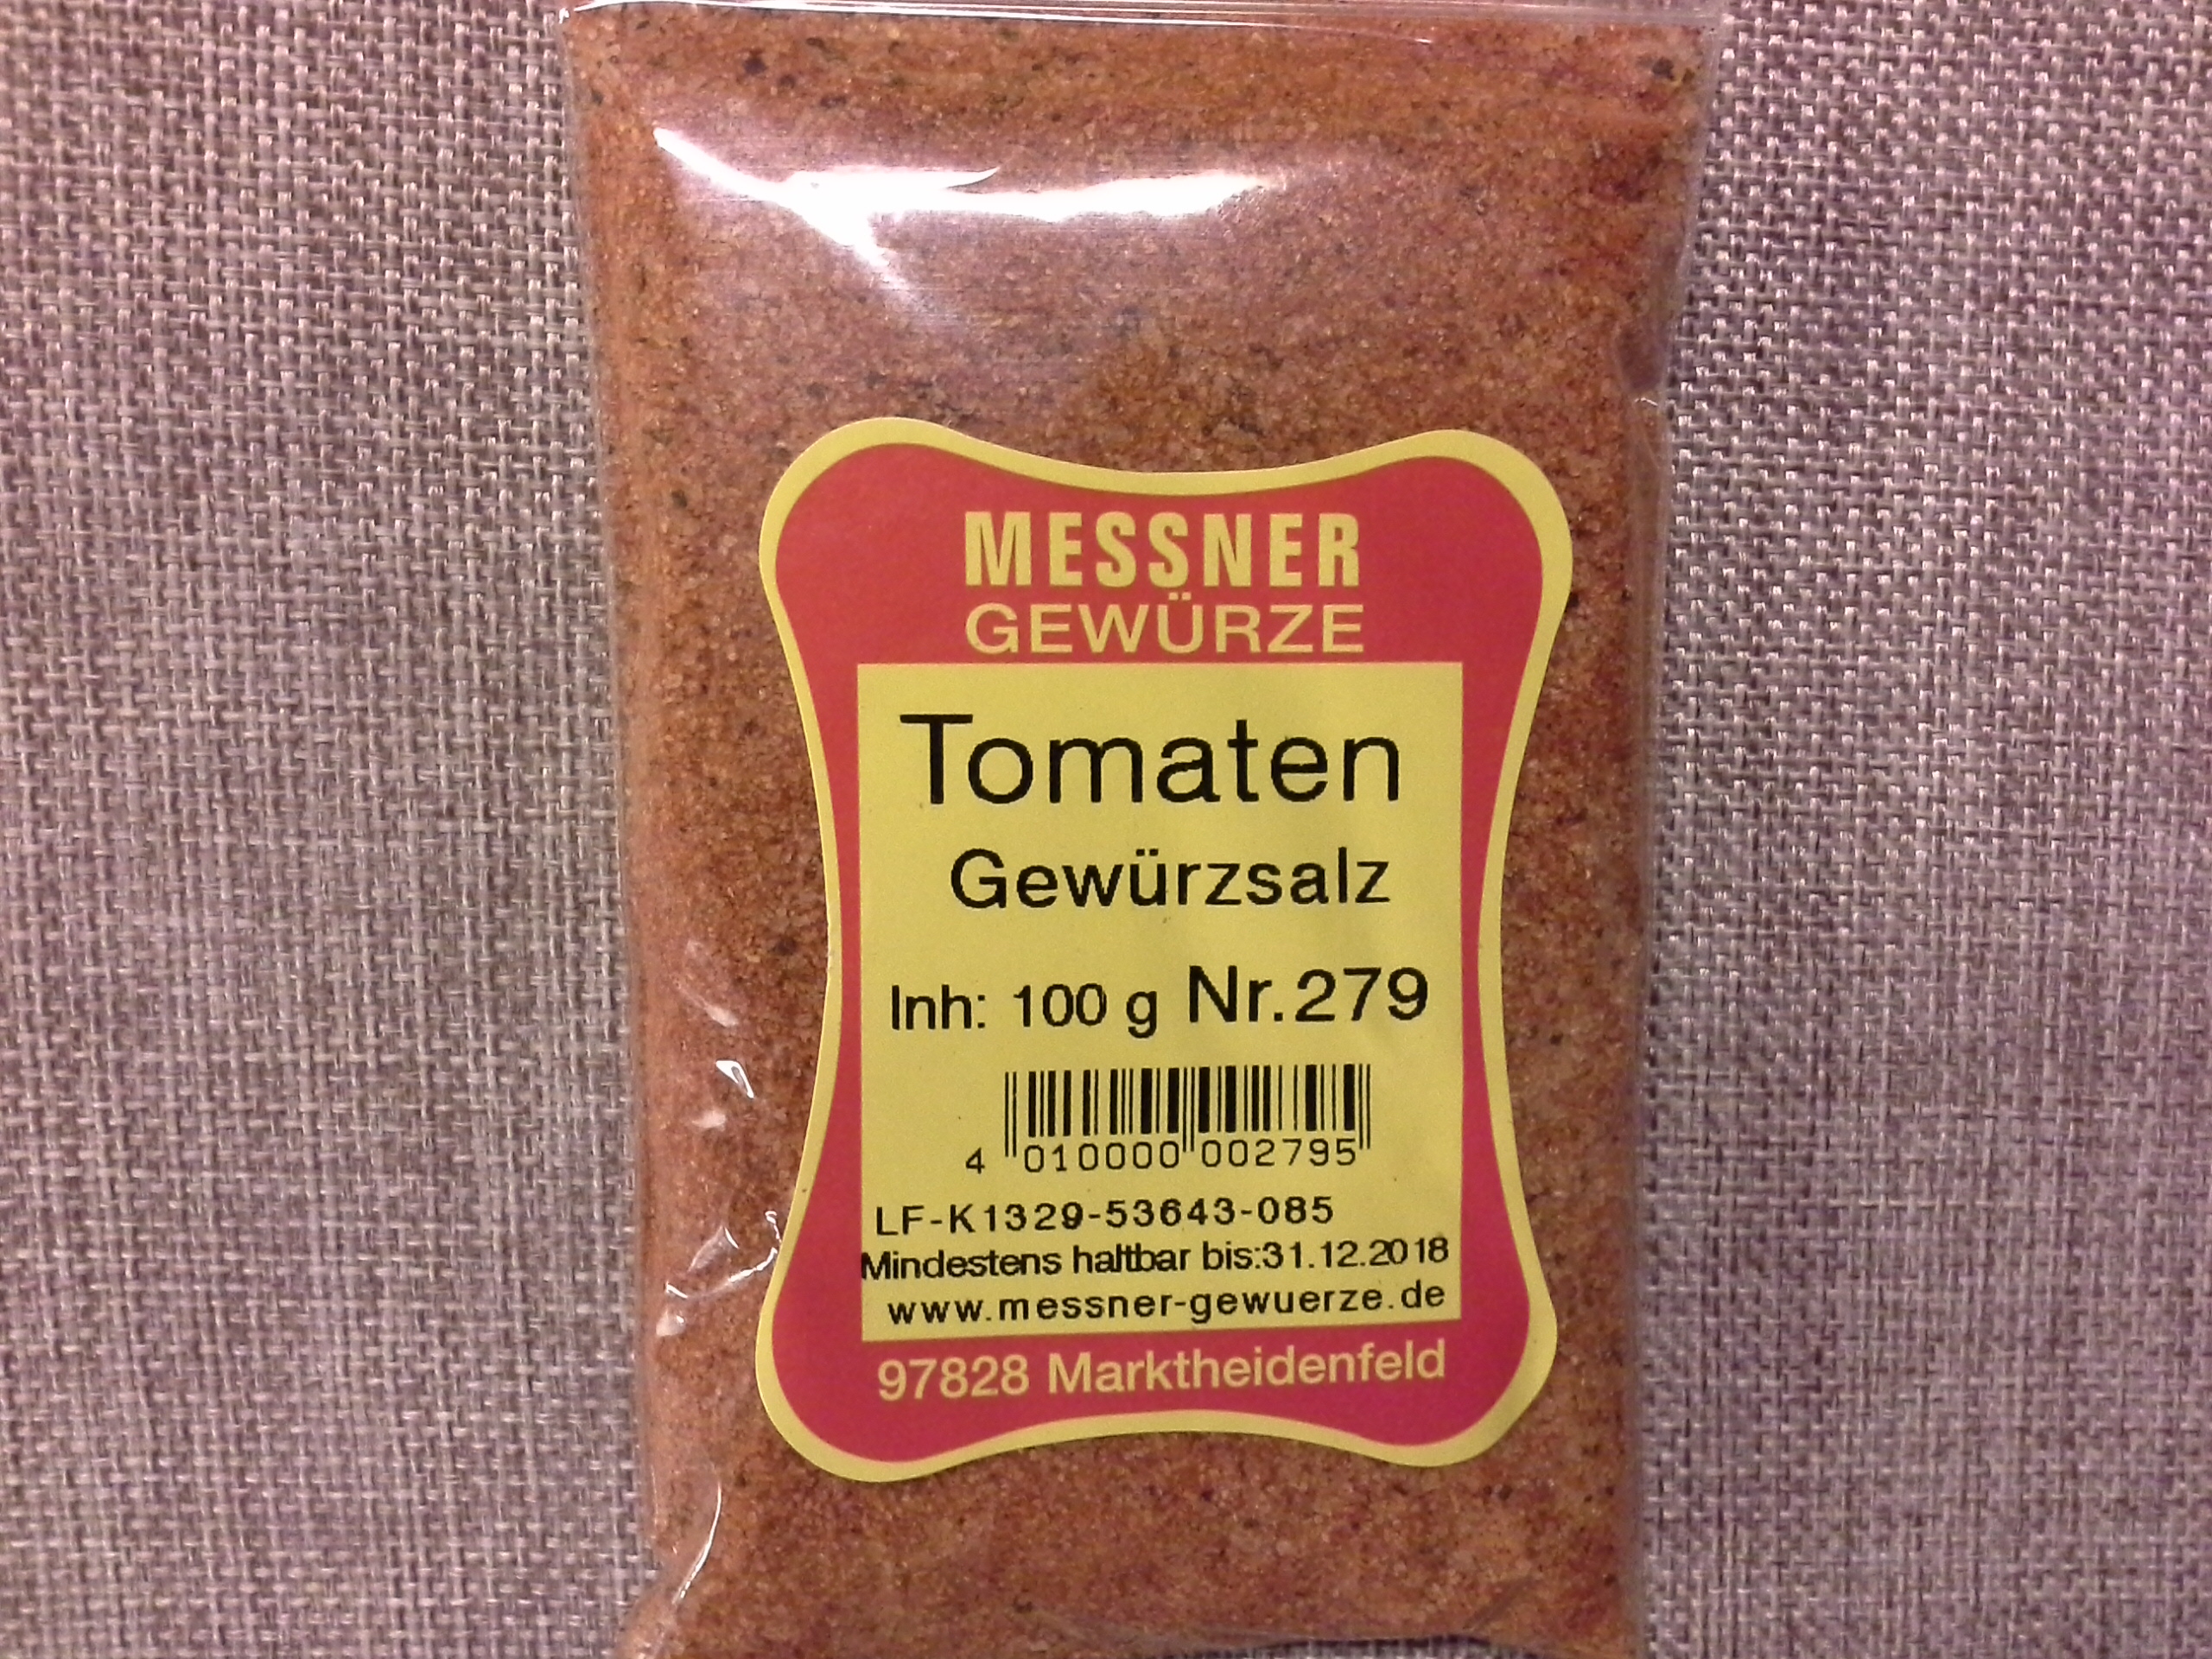 MESSNER
GEWÜRZE
Tomaten
Gewürzsalz
Inh: 100 g Nr.279
4 010000 002795
LF-K1329-53643-085
Mindestens haltbar bis:31.12.2018
www.messner-gewuerze.de
97828 Marktheidenfeld